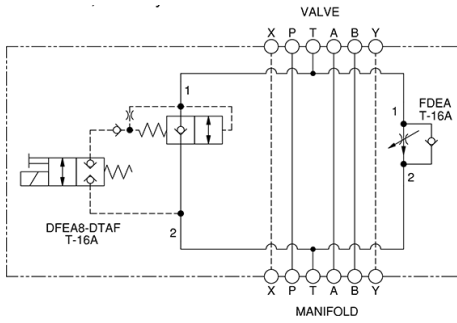 VALVE
X P T A B Y
1
1
FDEA
T-16A
2
DFEA8-DTAF
T-16A
2
X P T A B Y
MANIFOLD